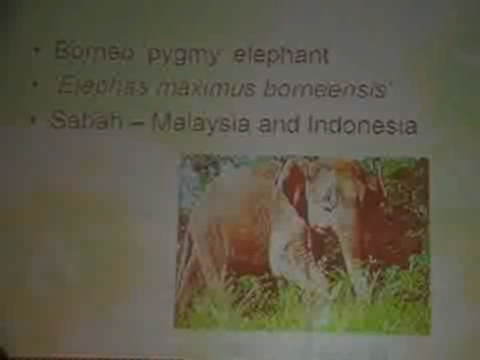 • Borneo 'pygmy' elephant
• 'Elephas maximus borneensis'
• Sabah – Malaysia and Indonesia